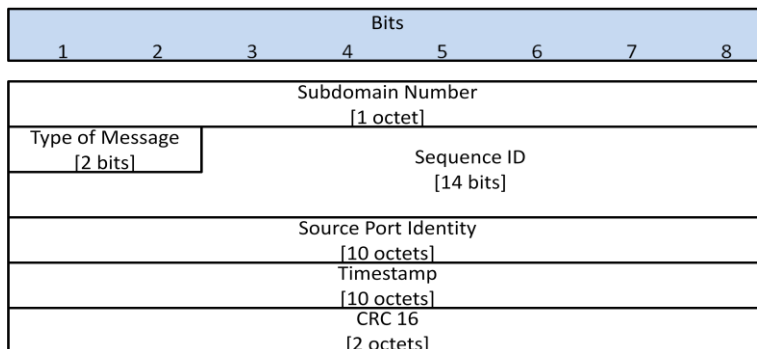 Bits
1 2 3 4 5 6 7 8
Subdomain Number
[1 octet]
Type of Message
[2 bits]
Sequence ID
[14 bits]
Source Port Identity
[10 octets]
Timestamp
[10 octets]
CRC 16
[2 octets]